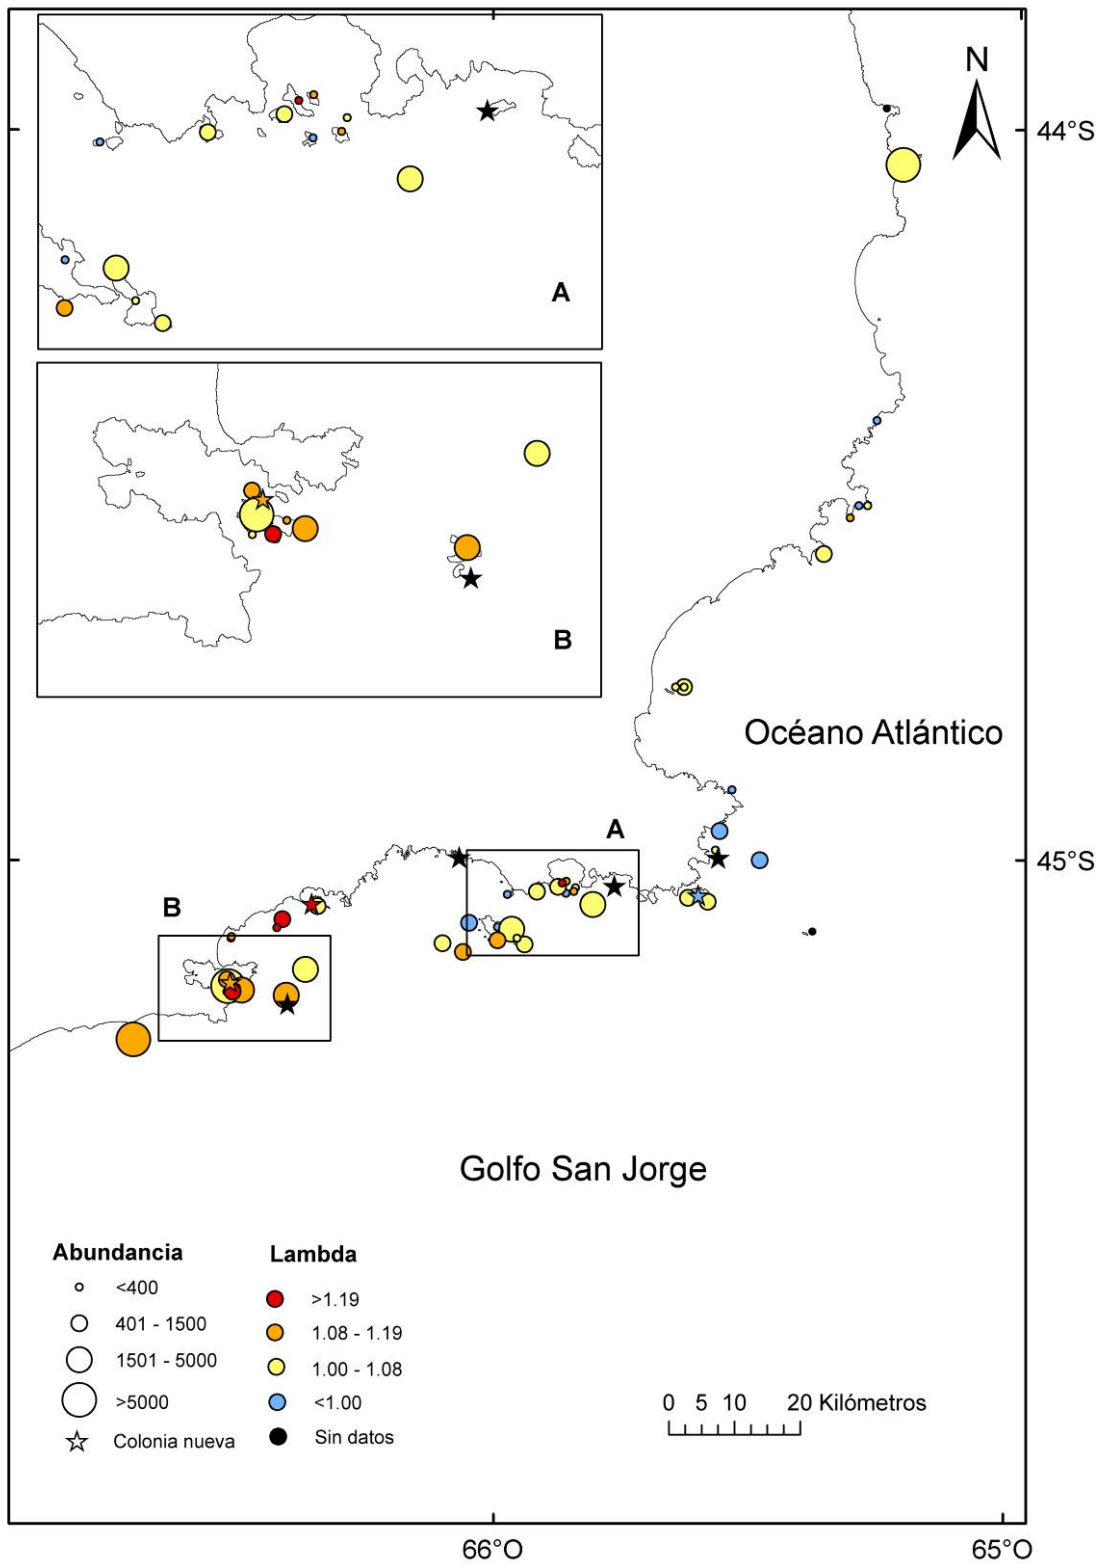 N
44°S
A
B
Océano Atlántico
A
45°S
B
Golfo San Jorge
Abundancia
<400
401 - 1500
1501 - 5000
>5000
Colonia nueva
Lambda
>1.19
1.08 - 1.19
1.00 - 1.08
<1.00
Sin datos
0 5 10 20 Kilómetros
66°O
65°O